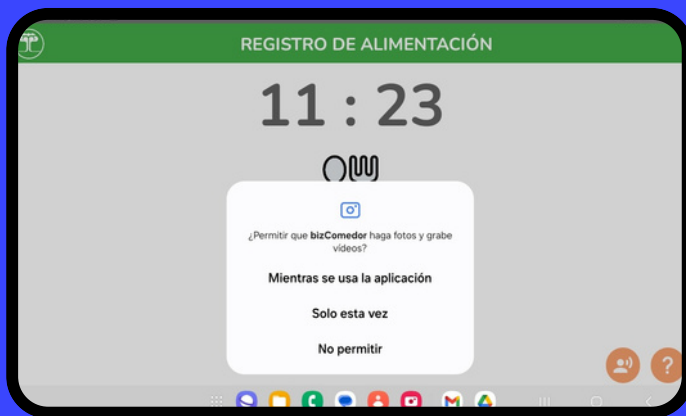 REGISTRO DE ALIMENTACIÓN
11 : 23
¿Permitir que bizComedor haga fotos y grabe
vídeos?
Mientras se usa la aplicación
Solo esta vez
No permitir
?